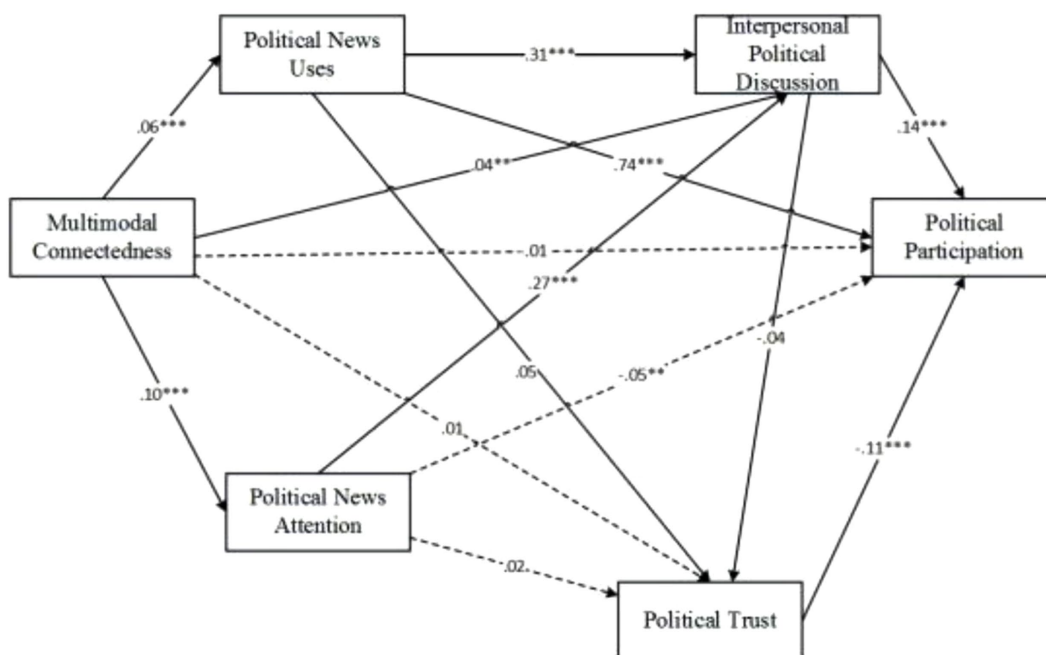 Political News
Uses
.31***
Interpersonal
Political
Discussion
.06***
.14***
.04**
.74***
Multimodal
Connectedness
Political
Participation
.01
.27***
-.04
.05
-.05**
.10***
.01
-.11***
Political News
Attention
.02
Political Trust